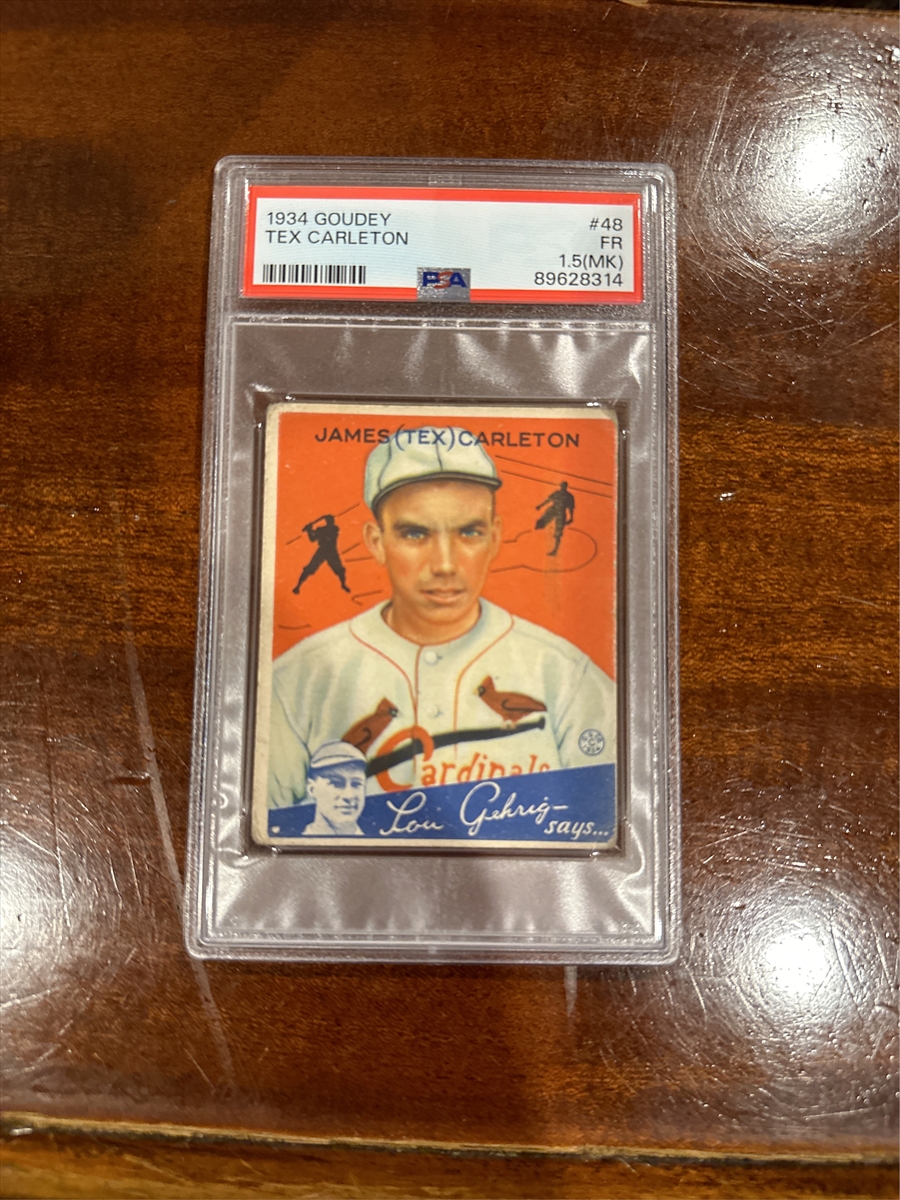 1934 GOUDEY #48
TEX CARLETON FR
1.5(MK)
PSA 89628314
JAMES (TEX) CARLETON
Cardinals
Lou Gehrig—
says...